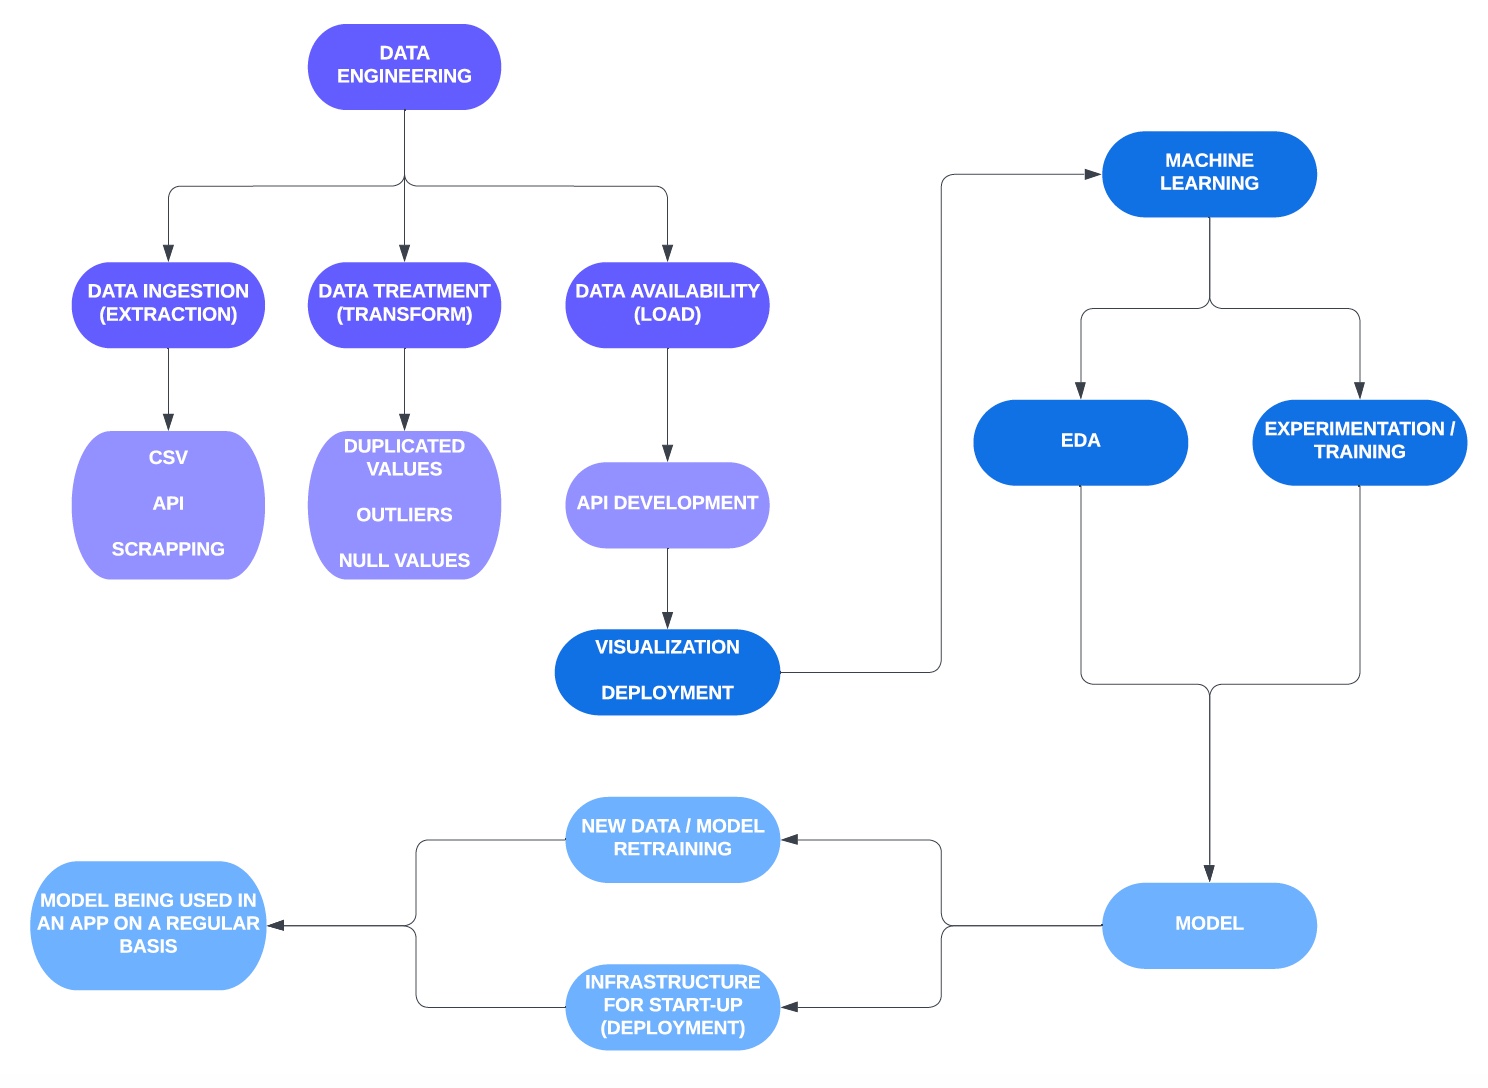 DATA
ENGINEERING
DATA INGESTION
(EXTRACTION)
DATA TREATMENT
(TRANSFORM)
DATA AVAILABILITY
(LOAD)
CSV
API
SCRAPPING
DUPLICATED
VALUES
OUTLIERS
NULL VALUES
API DEVELOPMENT
VISUALIZATION
DEPLOYMENT
MACHINE
LEARNING
EDA
EXPERIMENTATION /
TRAINING
MODEL
NEW DATA / MODEL
RETRAINING
INFRASTRUCTURE
FOR START-UP
(DEPLOYMENT)
MODEL BEING USED IN
AN APP ON A REGULAR
BASIS